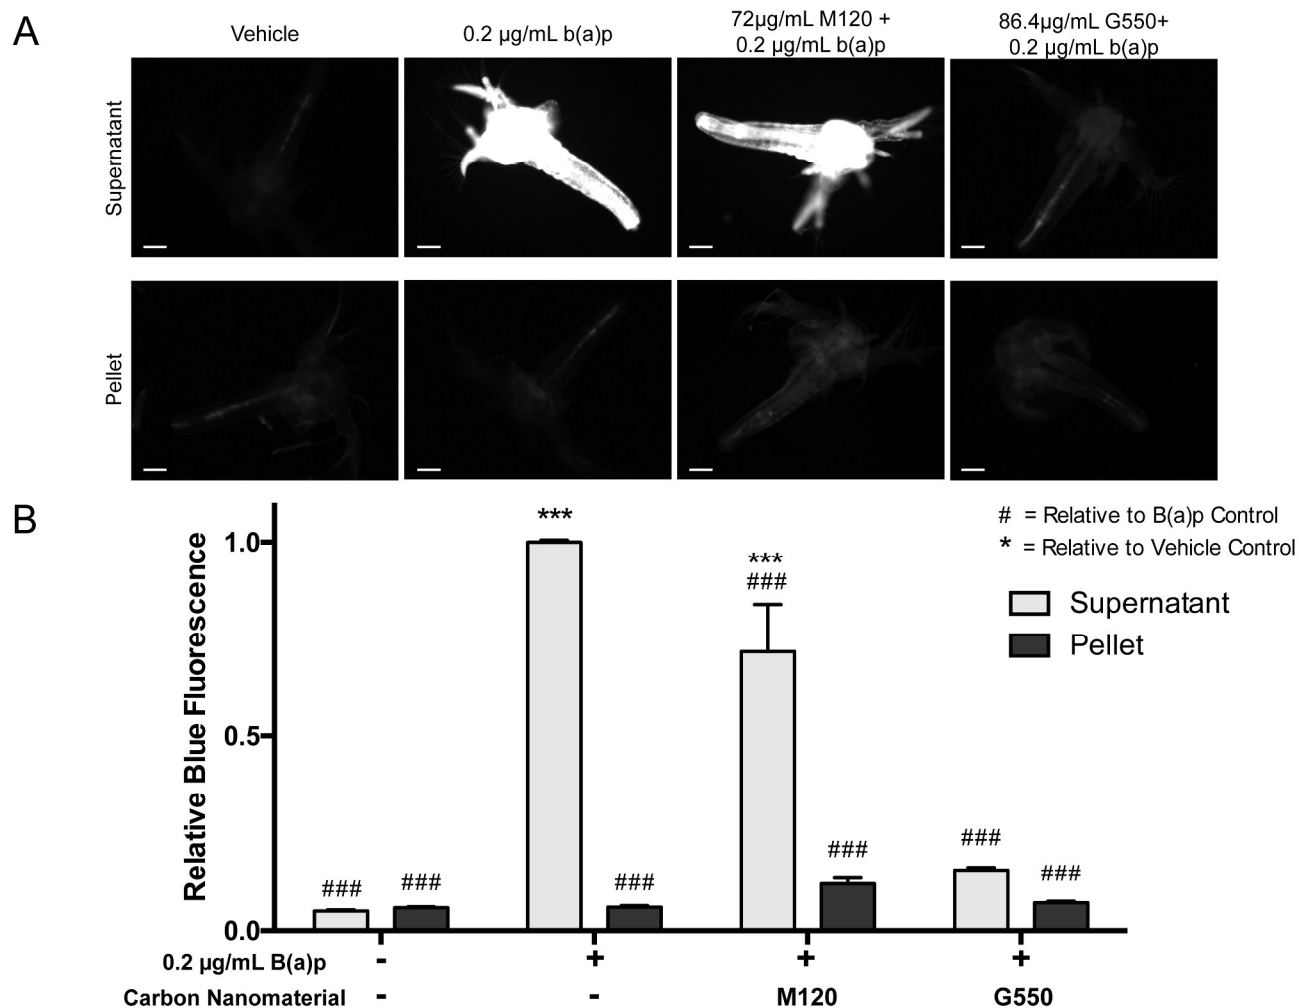 A
Vehicle
0.2 µg/mL b(a)p
72µg/mL M120 +
0.2 µg/mL b(a)p
86.4µg/mL G550+
0.2 µg/mL b(a)p
Supernatant
Pellet
B
# = Relative to B(a)p Control
* = Relative to Vehicle Control
Supernatant
Pellet
Relative Blue Fluorescence
1.0
0.5
0.0
***
***
###
###
###
###
###
###
###
0.2 µg/mL B(a)p - + + +
Carbon Nanomaterial - - M120 G550